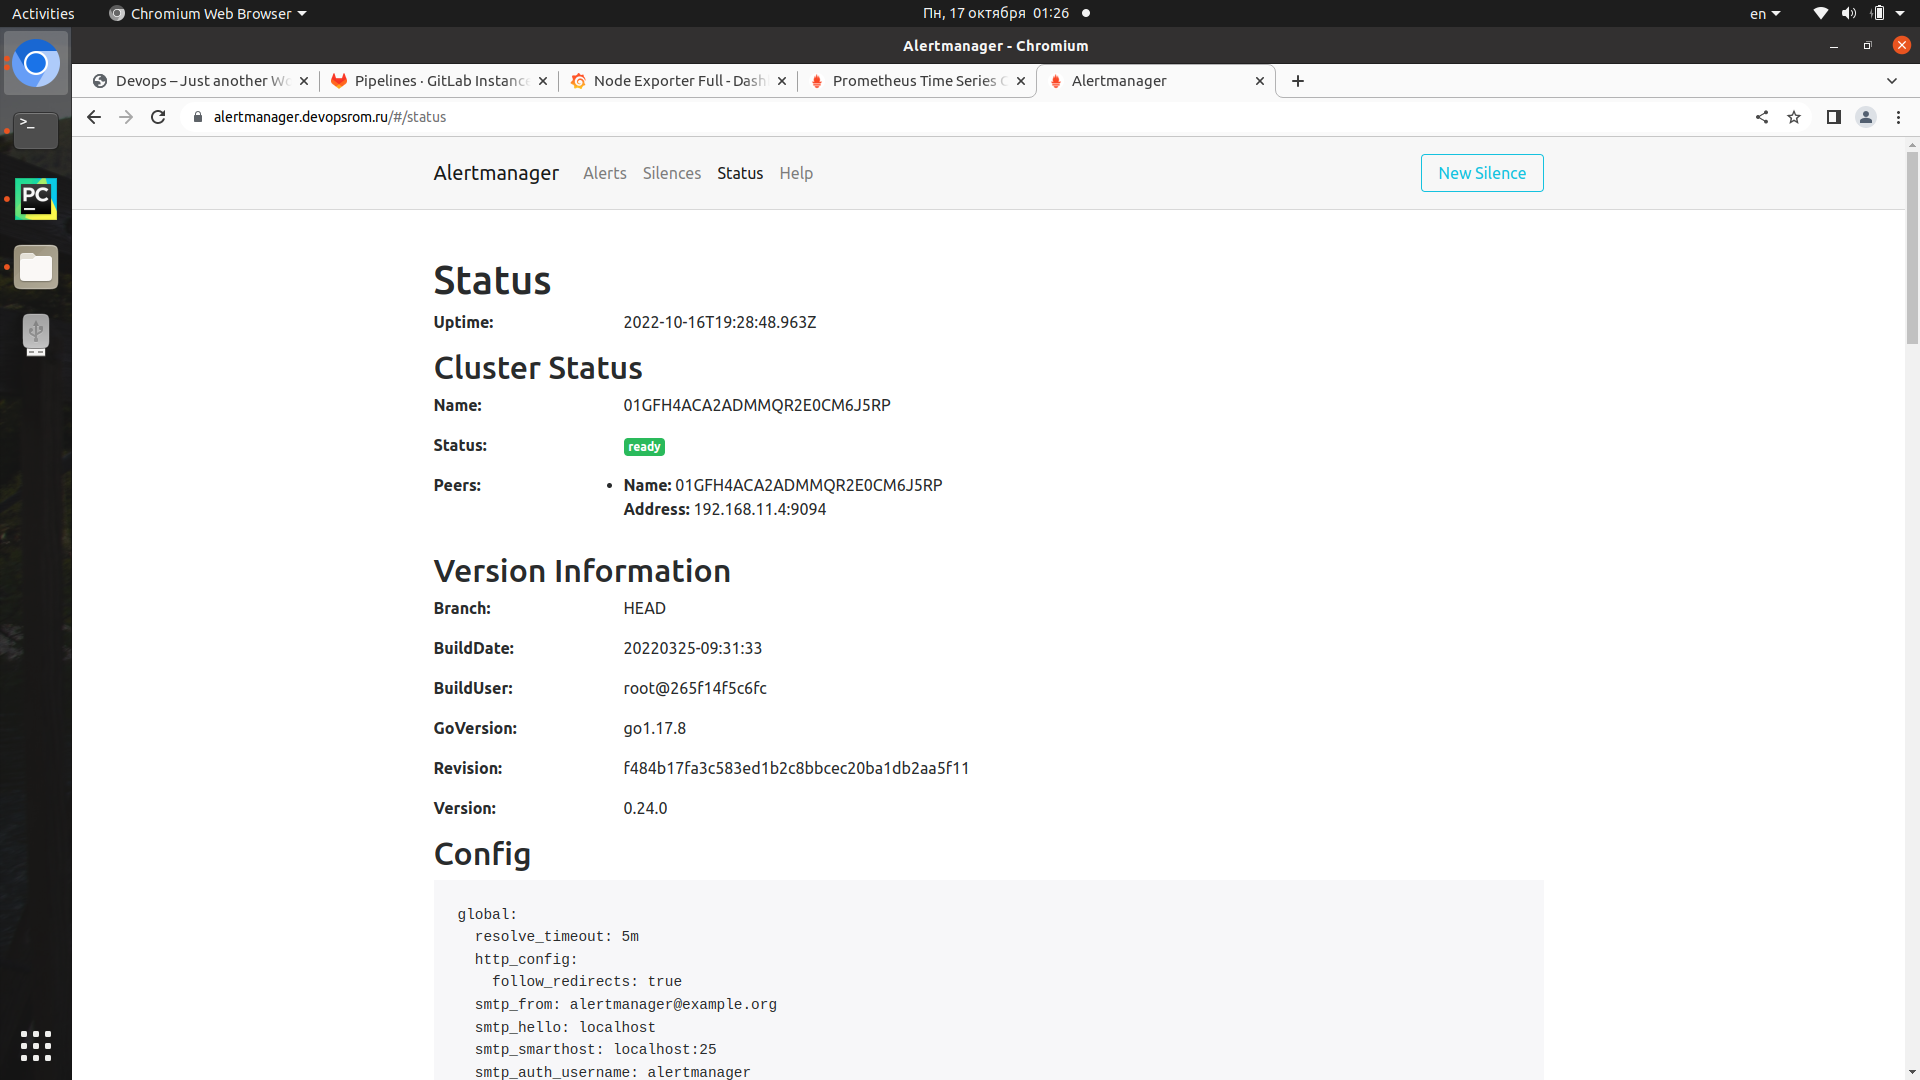 Activities
Chromium Web Browser
Пн, 17 октября 01:26
en
Alertmanager - Chromium
Devops – Just another Wo
Pipelines · GitLab Instance
Node Exporter Full - Dash
Prometheus Time Series C
Alertmanager
alertmanager.devopsrom.ru/#/status
Alertmanager
Alerts
Silences
Status
Help
New Silence
>_
PC
Status
Uptime: 2022-10-16T19:28:48.963Z
Cluster Status
Name: 01GFH4ACA2ADMMQR2E0CM6J5RP
Status: ready
Peers: • Name: 01GFH4ACA2ADMMQR2E0CM6J5RP
Address: 192.168.11.4:9094
Version Information
Branch: HEAD
BuildDate: 20220325-09:31:33
BuildUser: root@265f14f5c6fc
GoVersion: go1.17.8
Revision: f484b17fa3c583ed1b2c8bbcec20ba1db2aa5f11
Version: 0.24.0
Config
global:
  resolve_timeout: 5m
  http_config:
    follow_redirects: true
  smtp_from: alertmanager@example.org
  smtp_hello: localhost
  smtp_smarthost: localhost:25
  smtp_auth_username: alertmanager